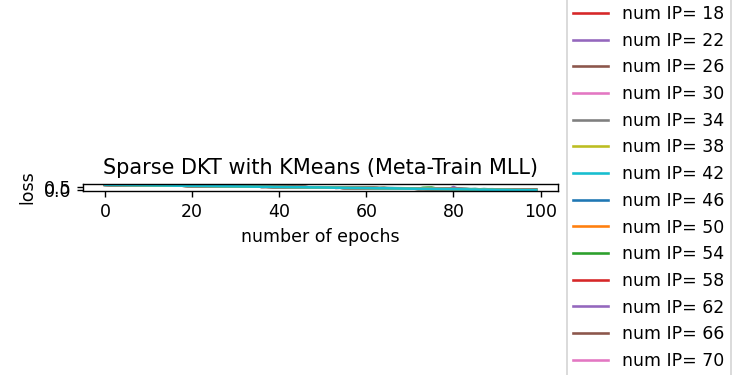 Sparse DKT with KMeans (Meta-Train MLL)
loss
0.5
0.0
0
20
40
60
80
100
number of epochs
num IP= 18
num IP= 22
num IP= 26
num IP= 30
num IP= 34
num IP= 38
num IP= 42
num IP= 46
num IP= 50
num IP= 54
num IP= 58
num IP= 62
num IP= 66
num IP= 70